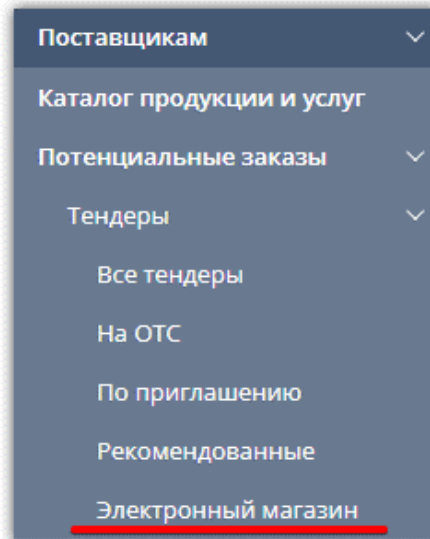 Поставщикам
Каталог продукции и услуг
Потенциальные заказы
Тендеры
Все тендеры
На ОТС
По приглашению
Рекомендованные
Электронный магазин